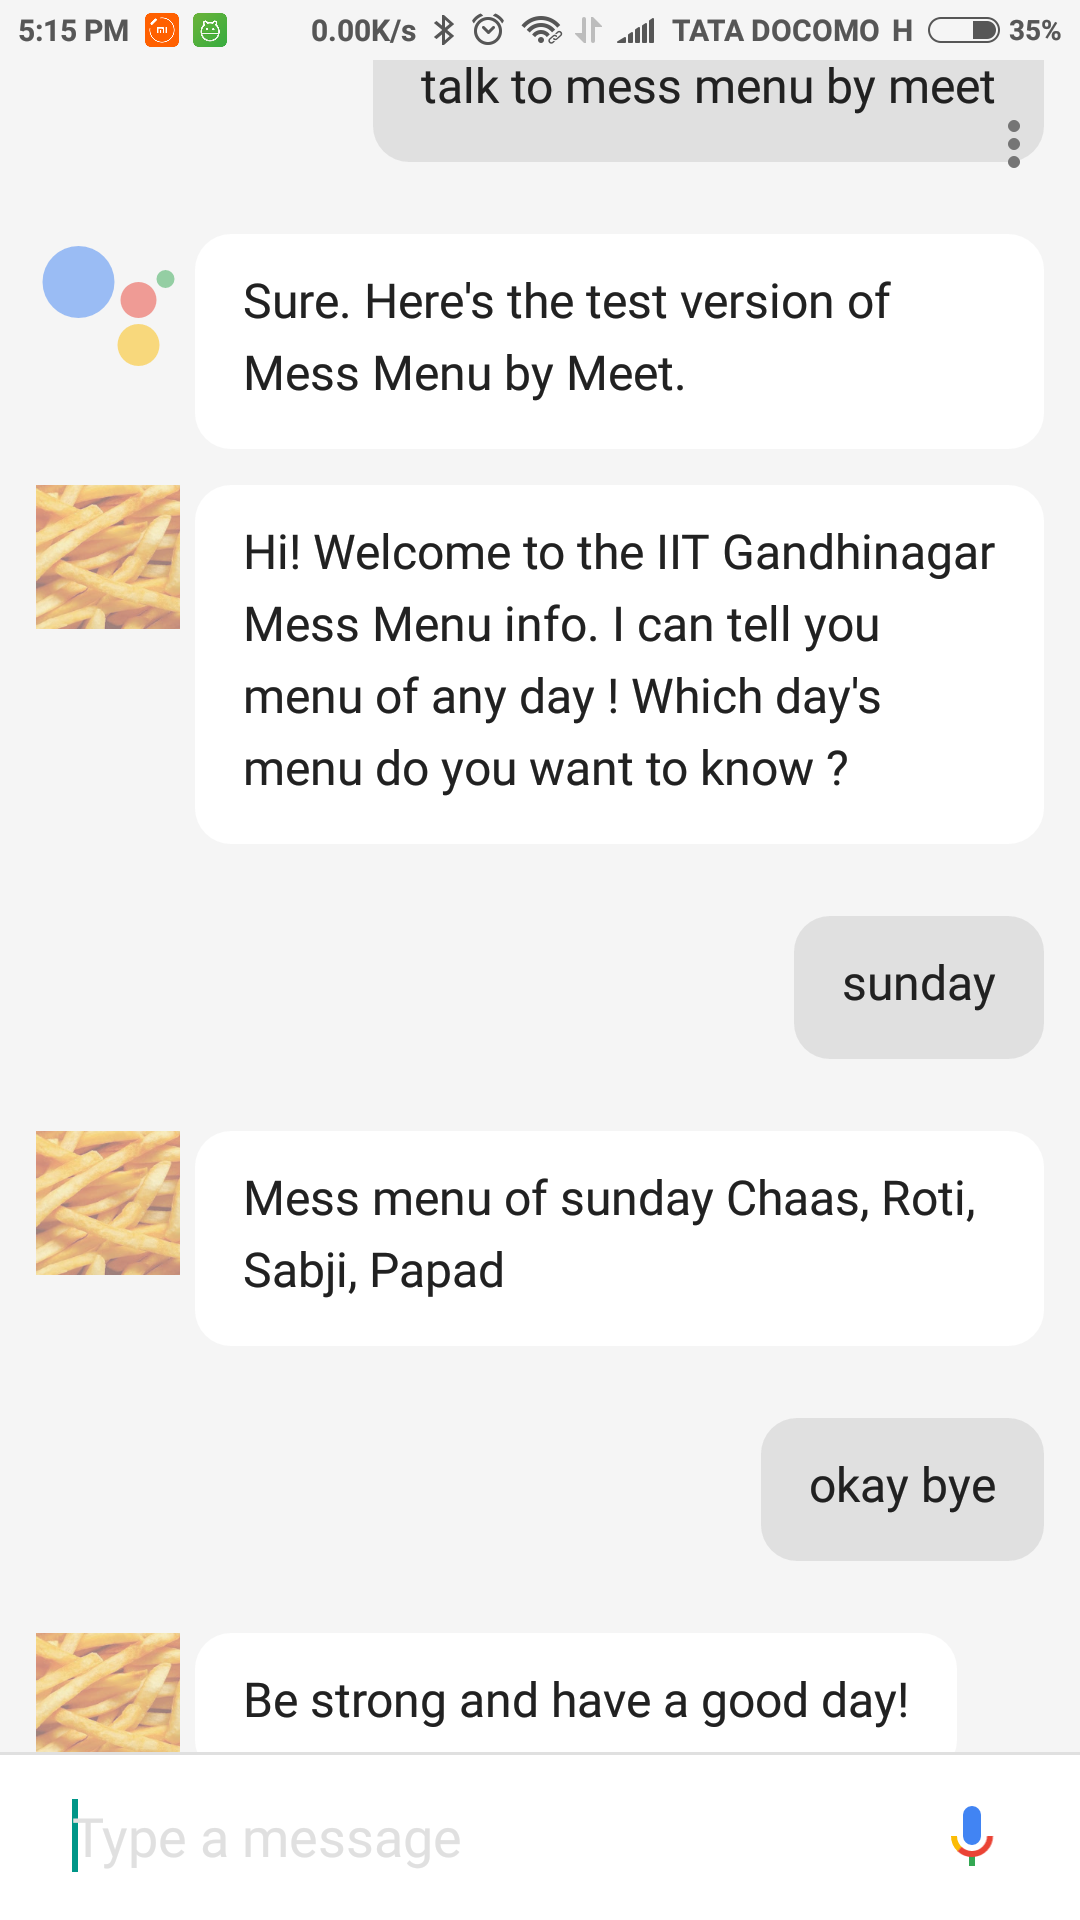 5:15 PM 0.00K/s TATA DOCOMO H 35%
talk to mess menu by meet
Sure. Here's the test version of
Mess Menu by Meet.
Hi! Welcome to the IIT Gandhinagar
Mess Menu info. I can tell you
menu of any day ! Which day's
menu do you want to know ?
sunday
Mess menu of sunday Chaas, Roti,
Sabji, Papad
okay bye
Be strong and have a good day!
Type a message